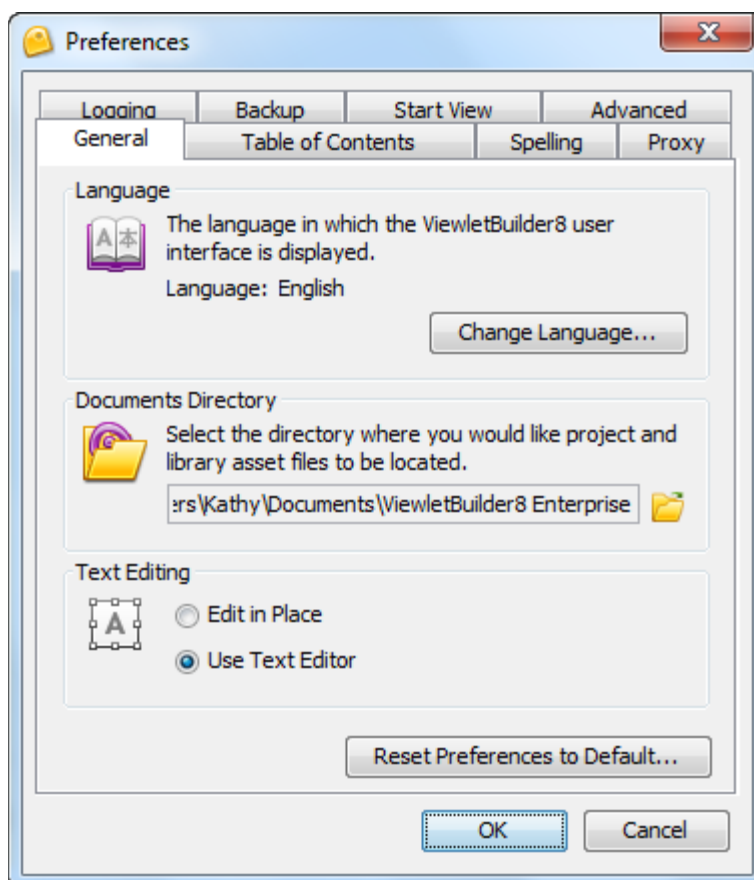 Preferences
Logging Backup Start View Advanced
General Table of Contents Spelling Proxy
Language
A 本
The language in which the ViewletBuilder8 user
interface is displayed.
Language: English
Change Language...
Documents Directory
Select the directory where you would like project and
library asset files to be located.
ers\Kathy\Documents\ViewletBuilder8 Enterprise
Text Editing
A
Edit in Place
Use Text Editor
Reset Preferences to Default...
OK Cancel